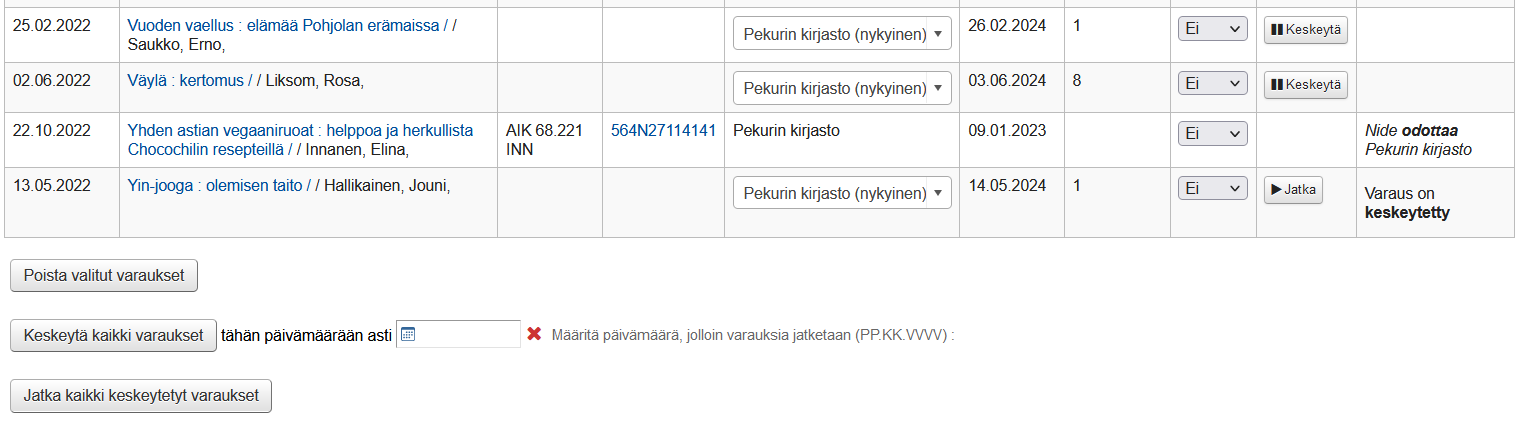 25.02.2022 Vuoden vaellus : elämää Pohjolan erämaissa / / Pekurin kirjasto (nykyinen) 26.02.2024 1 Ei Keskeytä
Saukko, Erno,
02.06.2022 Väylä : kertomus / / Liksom, Rosa, Pekurin kirjasto (nykyinen) 03.06.2024 8 Ei Keskeytä
22.10.2022 Yhden astian vegaaniruoat : helppoa ja herkullista AIK 68.221 564N27114141 Pekurin kirjasto 09.01.2023 Ei Nide odottaa
Chocochilin resepteillä / / Innanen, Elina, INN Pekurin kirjasto
13.05.2022 Yin-jooga : olemisen taito / / Hallikainen, Jouni, Pekurin kirjasto (nykyinen) 14.05.2024 1 Ei Jatka Varaus on
keskeytetty
Poista valitut varaukset
Keskeytä kaikki varaukset tähän päivämäärään asti Määritä päivämäärä, jolloin varauksia jatketaan (PP.KK.VVVV) :
Jatka kaikki keskeytetyt varaukset